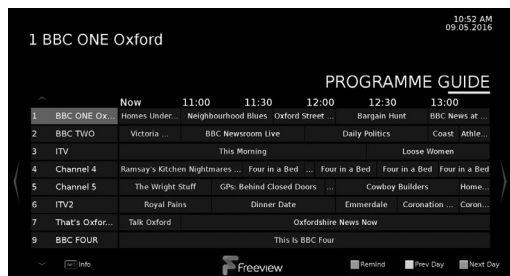 10:52 AM
09.05.2016
1 BBC ONE Oxford
PROGRAMME GUIDE
Now 11:00 11:30 12:00 12:30 13:00
1 BBC ONE Ox... Homes Under... Neighbourhood Blues Oxford Street ... Bargain Hunt BBC News at ...
2 BBC TWO Victoria ... BBC Newsroom Live Daily Politics Coast Athle...
3 ITV This Morning Loose Women
4 Channel 4 Ramsay's Kitchen Nightmares ... Four in a Bed ... Four in a Bed Four in a Bed Four in a Bed
5 Channel 5 The Wright Stuff GPs: Behind Closed Doors ... Cowboy Builders Home...
6 ITV2 Royal Pains Dinner Date Emmerdale Coronation ... Coron...
7 That's Oxfor... Talk Oxford Oxfordshire News Now
9 BBC FOUR This Is BBC Four
Info Freeview Remind Prev Day Next Day